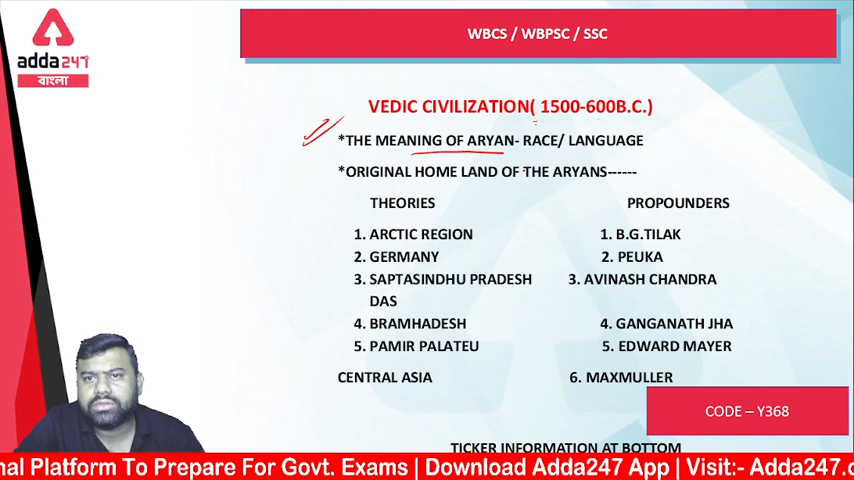 WBCS / WBPSC / SSC
adda247
বাংলা
VEDIC CIVILIZATION( 1500-600B.C.)
*THE MEANING OF ARYAN- RACE/ LANGUAGE
*ORIGINAL HOME LAND OF THE ARYANS------
THEORIES PROPOUNDERS
1. ARCTIC REGION 1. B.G.TILAK
2. GERMANY 2. PEUKA
3. SAPTASINDHU PRADESH 3. AVINASH CHANDRA
DAS
4. BRAMHADESH 4. GANGANATH JHA
5. PAMIR PALATEU 5. EDWARD MAYER
CENTRAL ASIA 6. MAXMULLER
CODE – Y368
TICKER INFORMATION AT BOTTOM
nal Platform To Prepare For Govt. Exams | Download Adda247 App | Visit:- Adda247.c